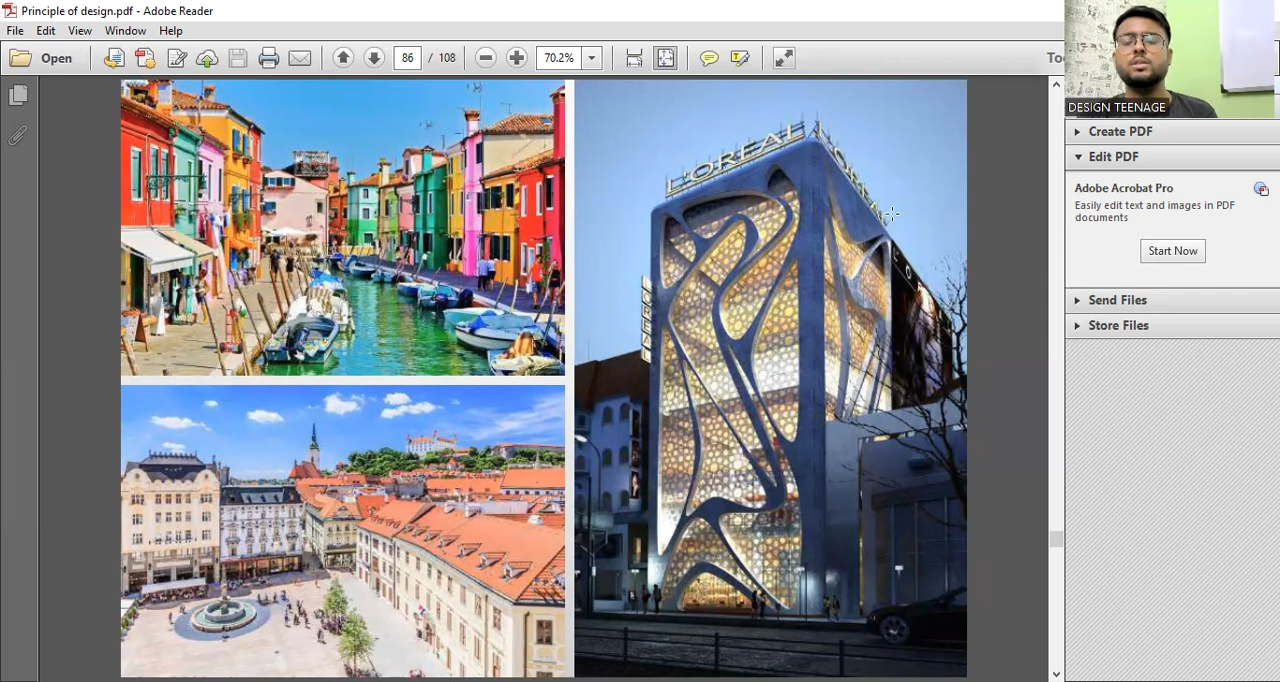 Principle of design.pdf - Adobe Reader
File Edit View Window Help
Open
86 / 108
70.2%
DESIGN TEENAGE
Create PDF
Edit PDF
Adobe Acrobat Pro
Easily edit text and images in PDF
documents
Start Now
Send Files
Store Files
L'OREAL